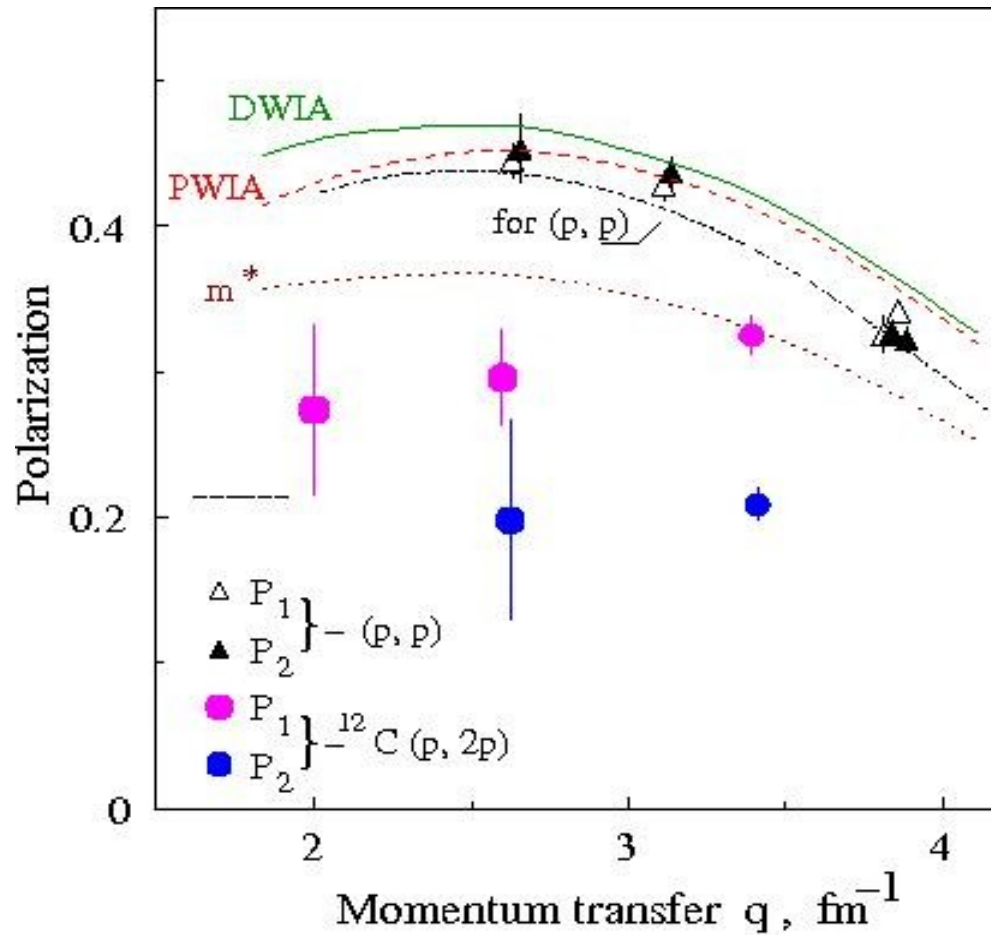 DWIA
PWIA
0.4
for (p, p)
m*
Polarization
0.2
P1
P2
} – (p, p)
P1
P2
} – 12C (p, 2p)
0
2
3
4
Momentum transfer q , fm−1